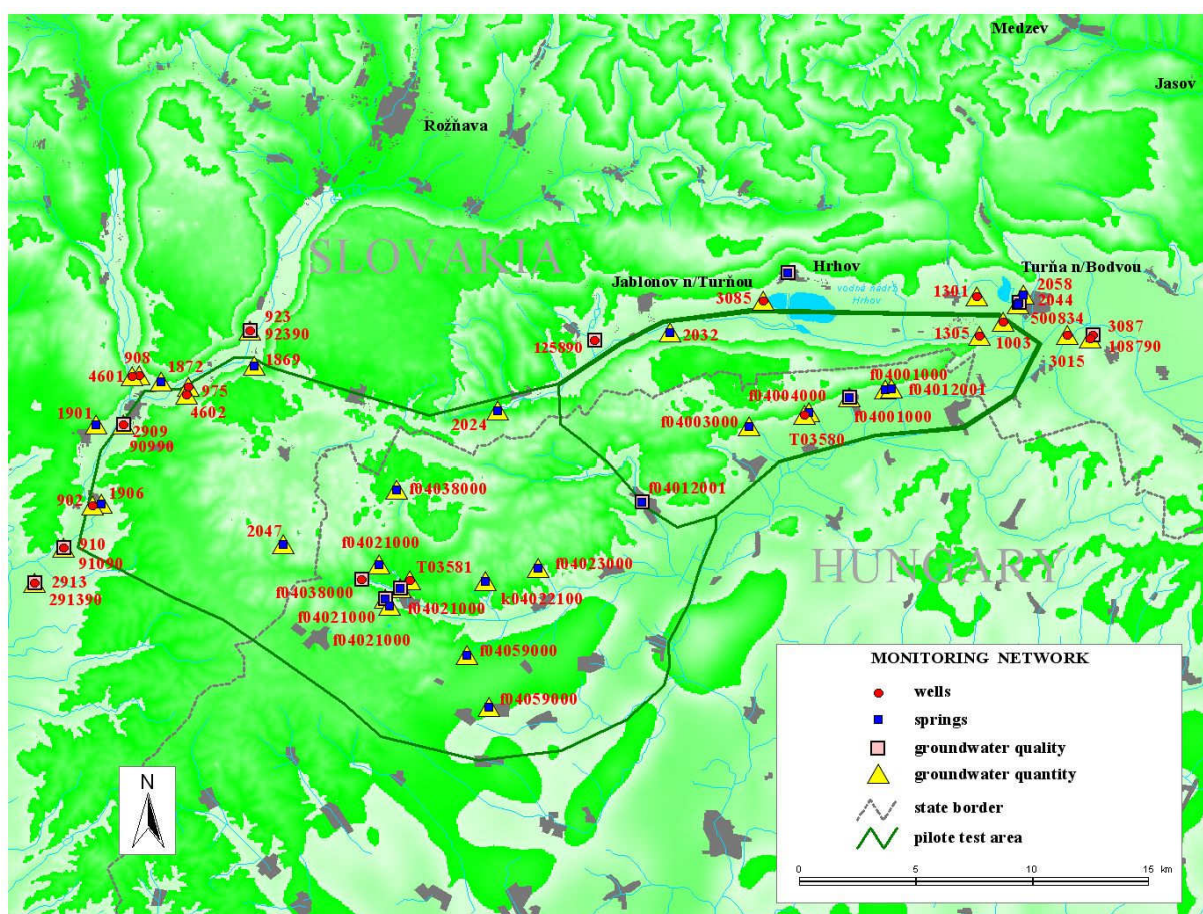 Medzev
Jasov
Rožňava
SLOVAKIA
Hrhov
Jablonov n/Turňou
Turňa n/Bodvou
vodná nádrž
Hrhov
3085
1301
2058
2044
500834
923
92390
125890
2032
1305
1003
3087
108790
3015
908
4601
1872
1869
975
4602
1901
2909
90990
2024
f04001000
f04012001
f04004000
f04001000
f04003000
T03580
f04038000
f04012001
902
1906
2047
910
91090
2913
291390
f04021000
T03581
f04023000
f04038000
k04022100
f04021000
f04021000
f04021000
HUNGARY
f04059000
f04059000
MONITORING NETWORK
wells
springs
groundwater quality
groundwater quantity
state border
pilote test area
N
0 5 10 15 km